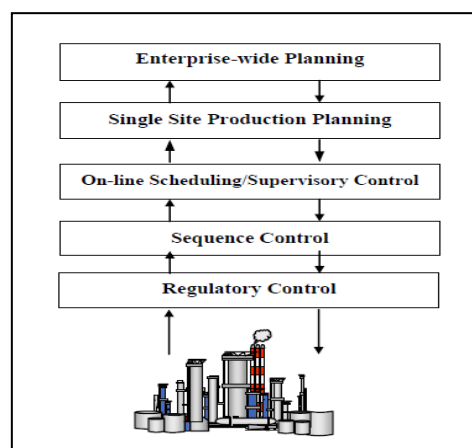 Enterprise-wide Planning
Single Site Production Planning
On-line Scheduling/Supervisory Control
Sequence Control
Regulatory Control